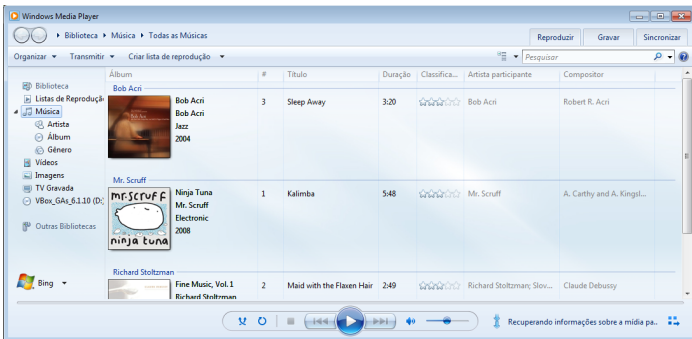 Windows Media Player
Biblioteca ▸ Música ▸ Todas as Músicas
Reproduzir Gravar Sincronizar
Organizar Transmitir Criar lista de reprodução
Pesquisar
Álbum # Título Duração Classifica... Artista participante Compositor
Biblioteca
Listas de Reproduçã
Música
Artista
Álbum
Gênero
Vídeos
Imagens
TV Gravada
VBox_GAs_6.1.10 (D:)
Outras Bibliotecas
Bing
Bob Acri
Bob Acri 3 Sleep Away 3:20 Bob Acri Robert R. Acri
Bob Acri
Jazz
2004
Mr. Scruff
mr.scruff
ninja tuna
Ninja Tuna 1 Kalimba 5:48 Mr. Scruff A. Carthy and A. Kingsl...
Mr. Scruff
Electronic
2008
Richard Stoltzman
Fine Music, Vol. 1 2 Maid with the Flaxen Hair 2:49 Richard Stoltzman; Slov... Claude Debussy
Richard Stoltzman
Recuperando informações sobre a mídia pa..